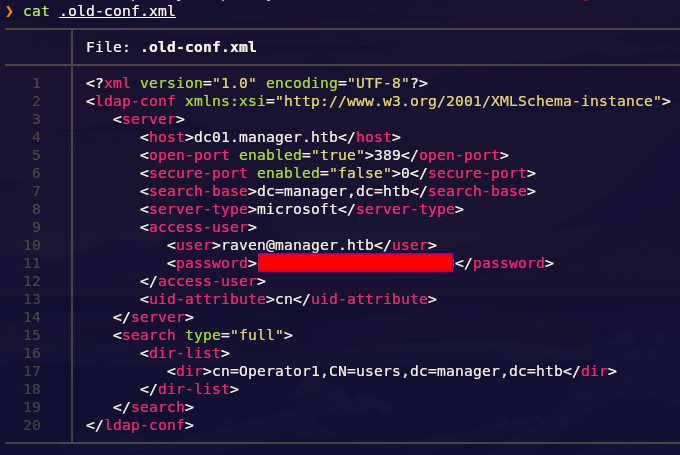 ❯ cat .old-conf.xml
File: .old-conf.xml
1 <?xml version="1.0" encoding="UTF-8"?>
2 <ldap-conf xmlns:xsi="http://www.w3.org/2001/XMLSchema-instance">
3 <server>
4 <host>dc01.manager.htb</host>
5 <open-port enabled="true">389</open-port>
6 <secure-port enabled="false">0</secure-port>
7 <search-base>dc=manager,dc=htb</search-base>
8 <server-type>microsoft</server-type>
9 <access-user>
10 <user>raven@manager.htb</user>
11 <password></password>
12 </access-user>
13 <uid-attribute>cn</uid-attribute>
14 </server>
15 <search type="full">
16 <dir-list>
17 <dir>cn=Operator1,CN=users,dc=manager,dc=htb</dir>
18 </dir-list>
19 </search>
20 </ldap-conf>